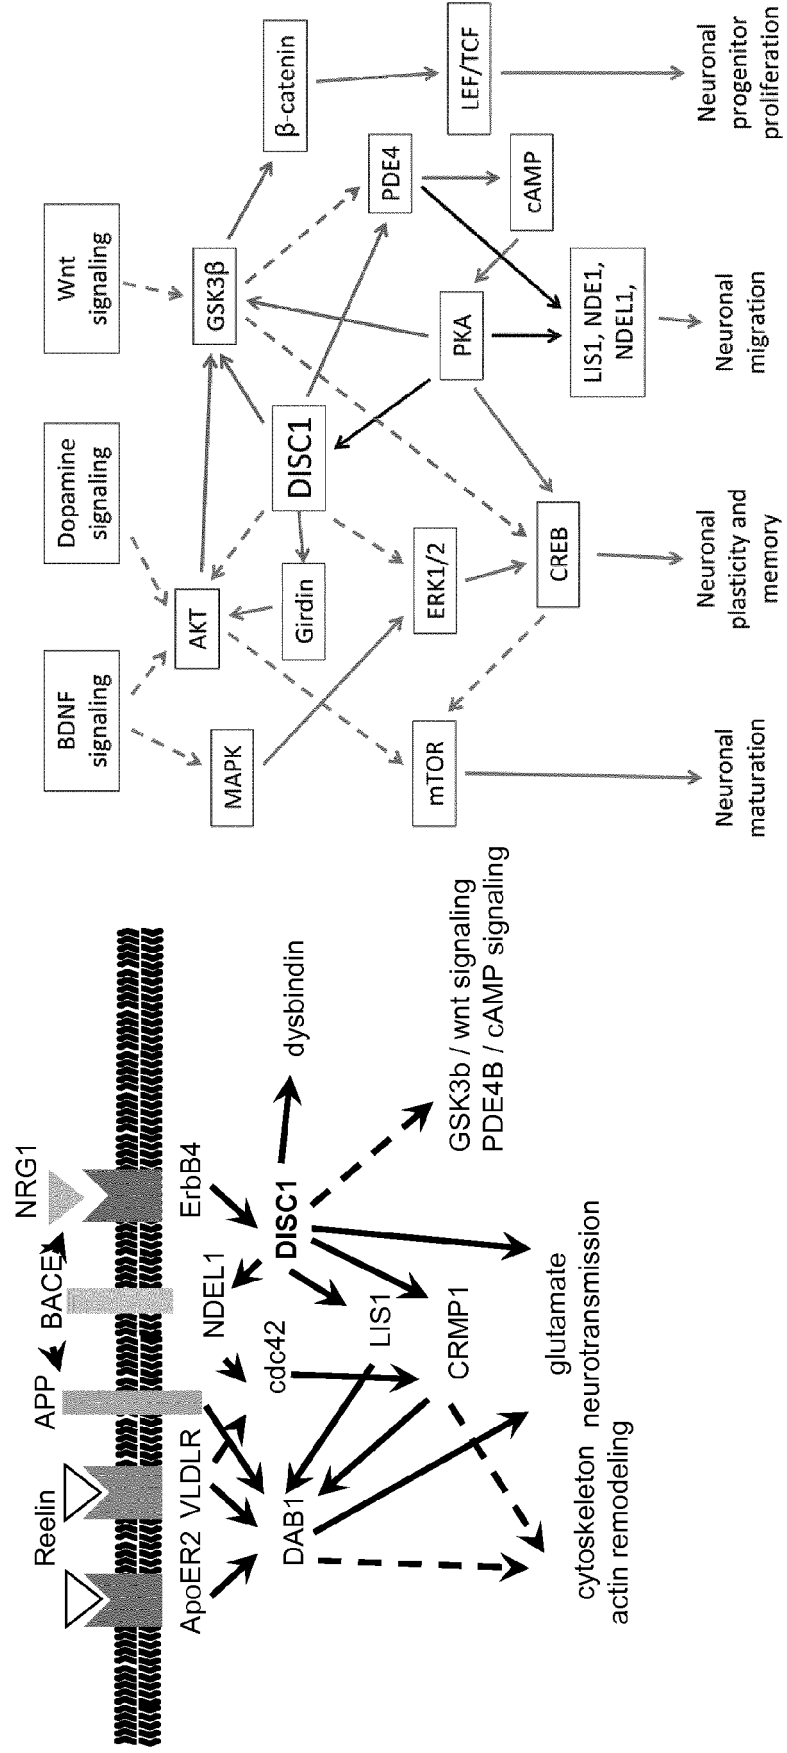 Reelin
APP
BACE
NRG1
ApoER2
VLDLR
NDEL1
ErbB4
DAB1
cdc42
DISC1
dysbindin
LIS1
CRMP1
GSK3b / wnt signaling
PDE4B / cAMP signaling
cytoskeleton
actin remodeling
glutamate
neurotransmission
BDNF
signaling
Dopamine
signaling
Wnt
signaling
MAPK
AKT
GSK3β
β-catenin
Girdin
DISC1
PDE4
mTOR
ERK1/2
PKA
LEF/TCF
CREB
cAMP
LIS1, NDE1,
NDEL1,
Neuronal
maturation
Neuronal
plasticity and
memory
Neuronal
migration
Neuronal
progenitor
proliferation